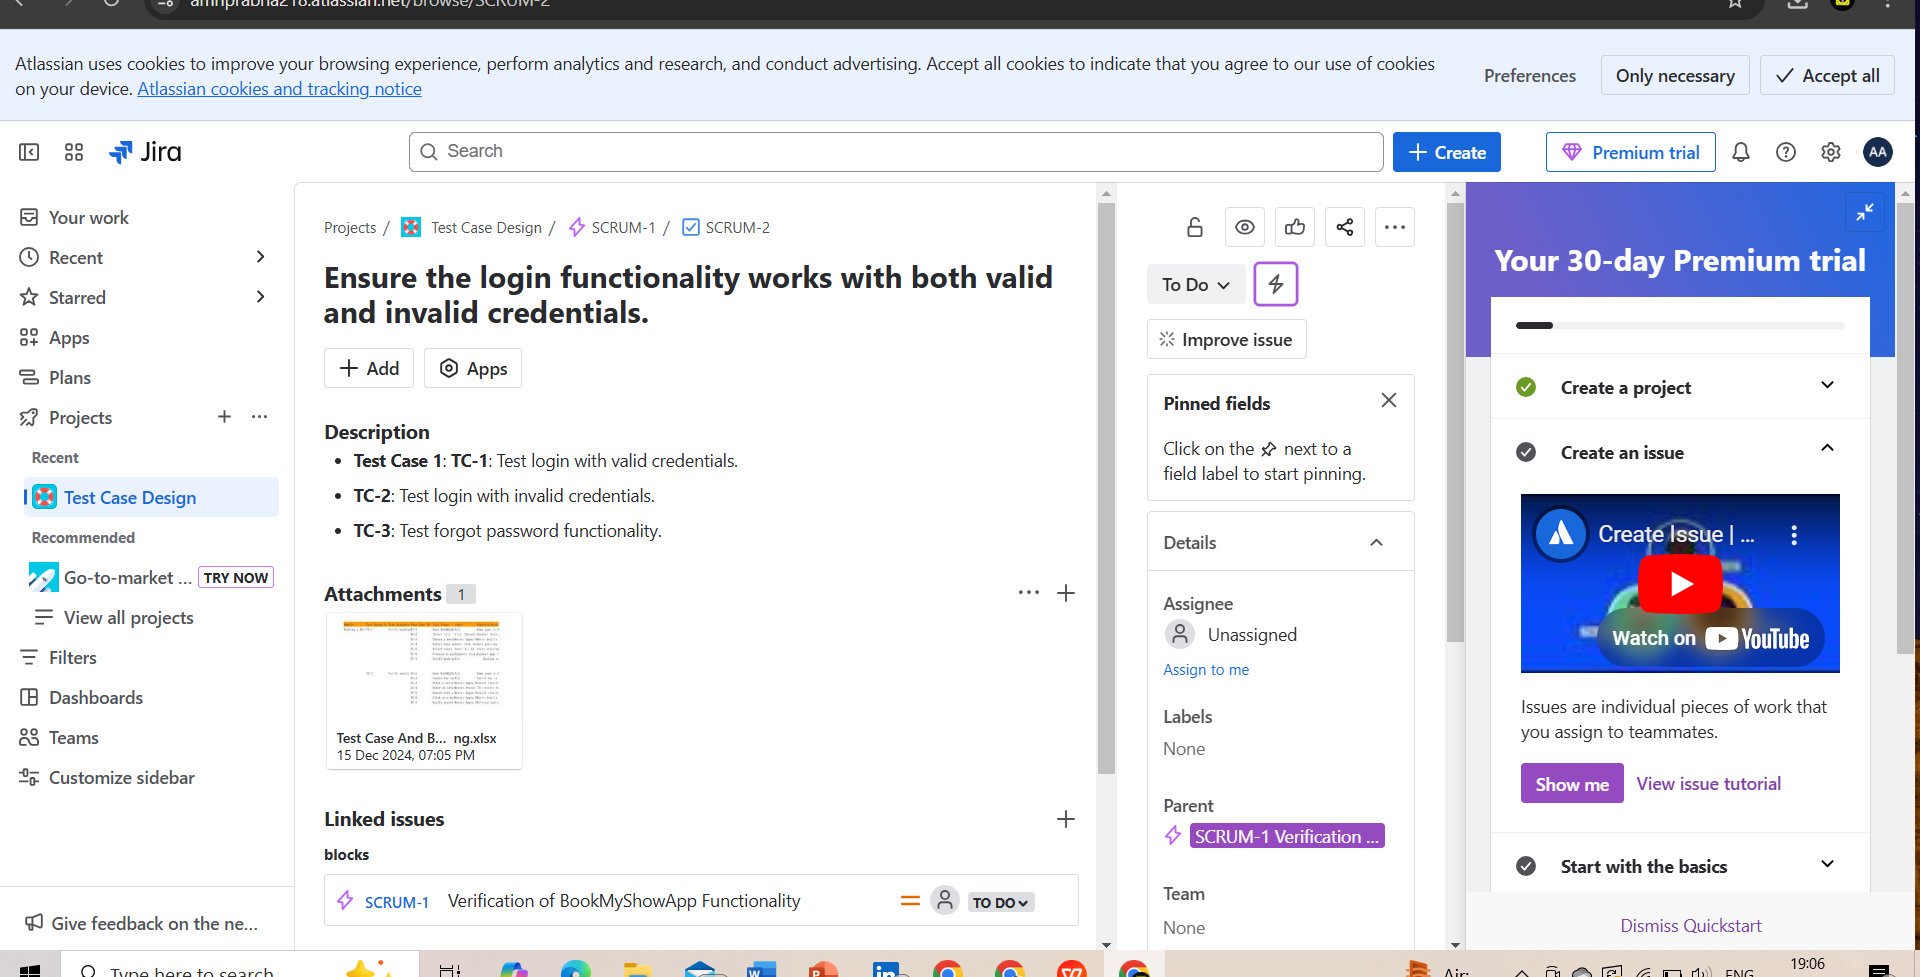 Atlassian uses cookies to improve your browsing experience, perform analytics and research, and conduct advertising. Accept all cookies to indicate that you agree to our use of cookies
on your device. Atlassian cookies and tracking notice
Preferences
Only necessary
Accept all
Jira
Search
Create
Premium trial
AA
Your work
Recent
Starred
Apps
Plans
Projects
Recent
Test Case Design
Recommended
Go-to-market ... TRY NOW
View all projects
Filters
Dashboards
Teams
Customize sidebar
Give feedback on the ne...
Projects / Test Case Design / SCRUM-1 / SCRUM-2
Ensure the login functionality works with both valid
and invalid credentials.
Add
Apps
Description
• Test Case 1: TC-1: Test login with valid credentials.
• TC-2: Test login with invalid credentials.
• TC-3: Test forgot password functionality.
Attachments 1
Test Case And B... ng.xlsx
15 Dec 2024, 07:05 PM
Linked issues
blocks
SCRUM-1 Verification of BookMyShowApp Functionality TO DO
To Do
Improve issue
Pinned fields
Click on the next to a
field label to start pinning.
Details
Assignee
Unassigned
Assign to me
Labels
None
Parent
SCRUM-1 Verification ...
Team
None
Your 30-day Premium trial
Create a project
Create an issue
Create Issue | ...
Watch on YouTube
Issues are individual pieces of work that
you assign to teammates.
Show me
View issue tutorial
Start with the basics
Dismiss Quickstart
Type here to search
Air:
ENG
19:06